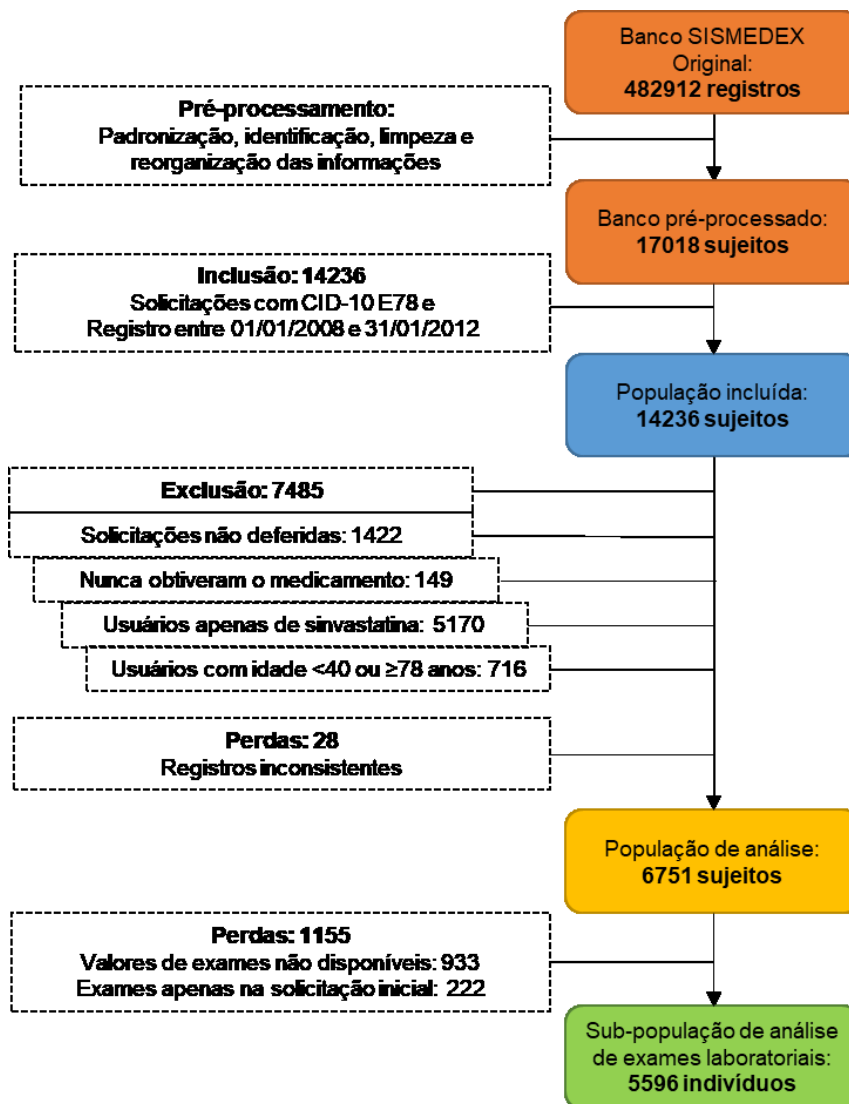 Banco SISMEDEX
Original:
482912 registros
Pré-processamento:
Padronização, identificação, limpeza e
reorganização das informações
Banco pré-processado:
17018 sujeitos
Inclusão: 14236
Solicitações com CID-10 E78 e
Registro entre 01/01/2008 e 31/01/2012
População incluída:
14236 sujeitos
Exclusão: 7485
Solicitações não deferidas: 1422
Nunca obtiveram o medicamento: 149
Usuários apenas de sinvastatina: 5170
Usuários com idade <40 ou ≥78 anos: 716
Perdas: 28
Registros inconsistentes
População de análise:
6751 sujeitos
Perdas: 1155
Valores de exames não disponíveis: 933
Exames apenas na solicitação inicial: 222
Sub-população de análise
de exames laboratoriais:
5596 indivíduos